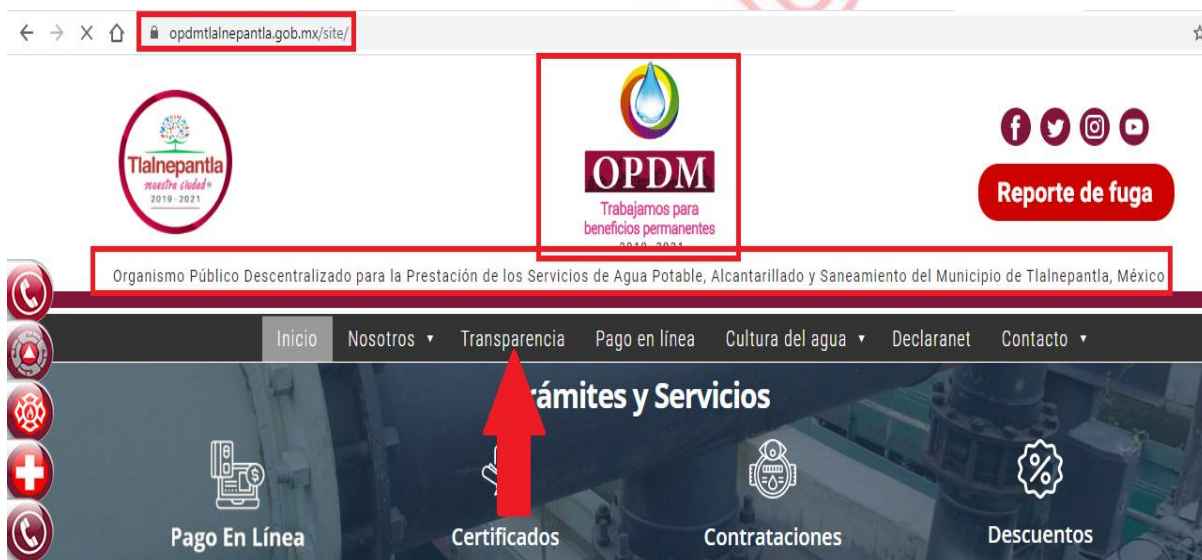 opdmtlalnepantla.gob.mx/site/
Tlalnepantla
nuestra ciudad
2019 - 2021
OPDM
Trabajamos para
beneficios permanentes
2019 2021
Reporte de fuga
Organismo Público Descentralizado para la Prestación de los Servicios de Agua Potable, Alcantarillado y Saneamiento del Municipio de Tlalnepantla, México
Inicio Nosotros Transparencia Pago en línea Cultura del agua Declaranet Contacto
rámites y Servicios
Pago En Línea Certificados Contrataciones Descuentos